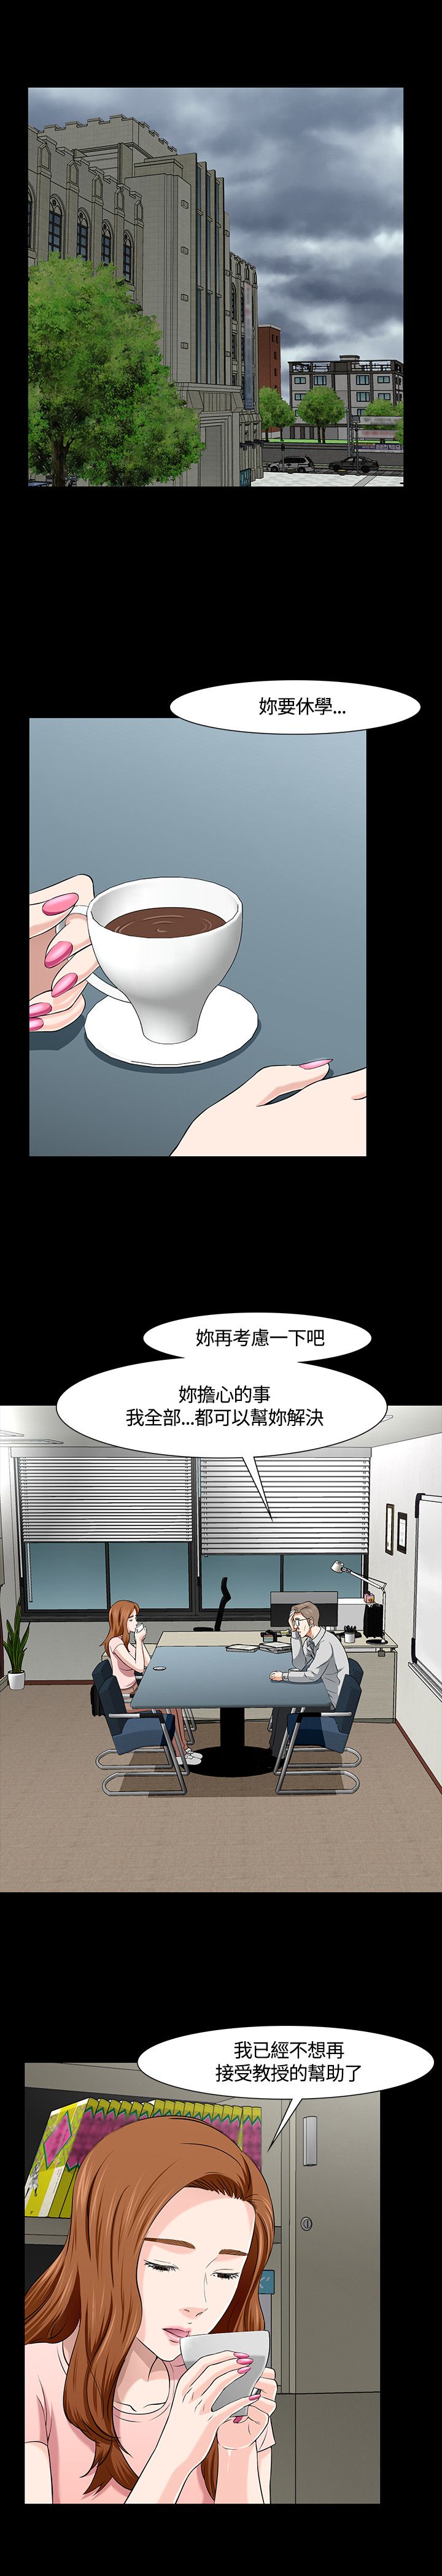 妳要休學...
妳再考慮一下吧
妳擔心的事
我全部...都可以幫妳解決
我已經不想再
接受教授的幫助了